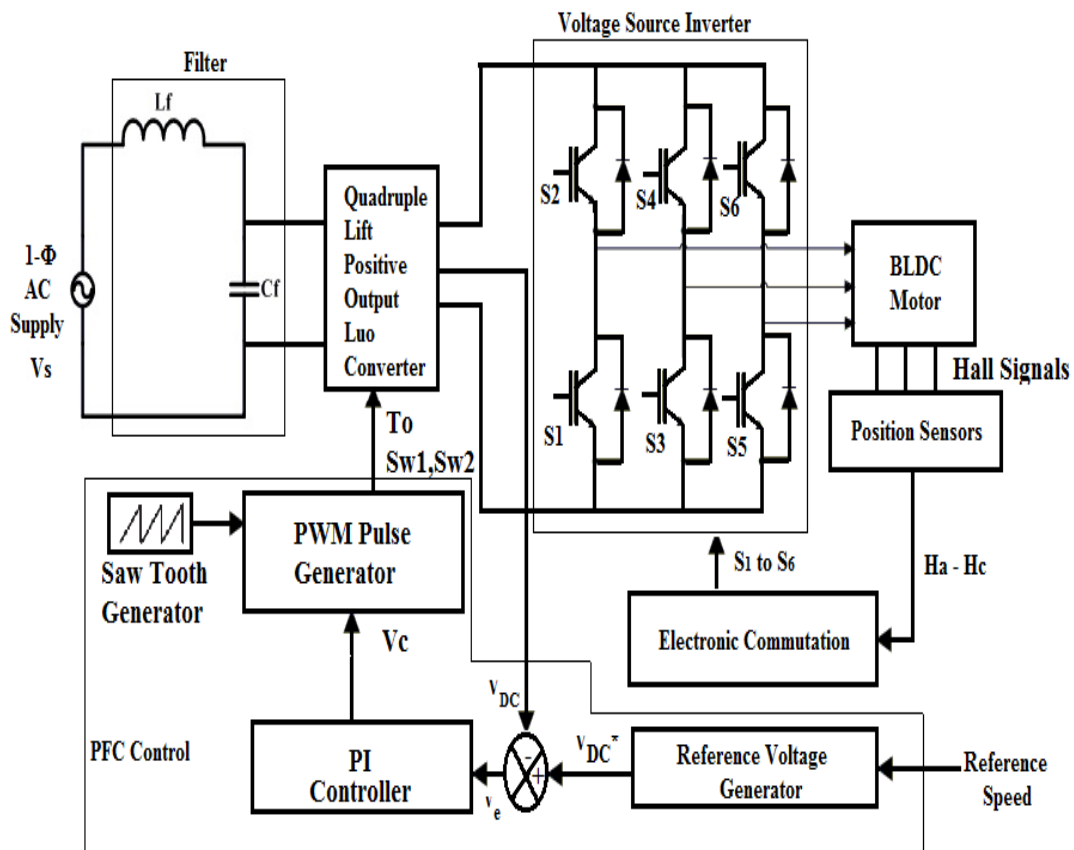 Voltage Source Inverter
Filter
Lf
Cf
1-Φ
AC
Supply
Vs
Quadruple
Lift
Positive
Output
Luo
Converter
S2
S4
S6
S1
S3
S5
BLDC
Motor
Hall Signals
Position Sensors
Ha - Hc
To
Sw1,Sw2
S1 to S6
Electronic Commutation
PWM Pulse
Generator
Saw Tooth
Generator
Vc
VDC
PFC Control
PI
Controller
ve
-
+
VDC*
Reference Voltage
Generator
Reference
Speed